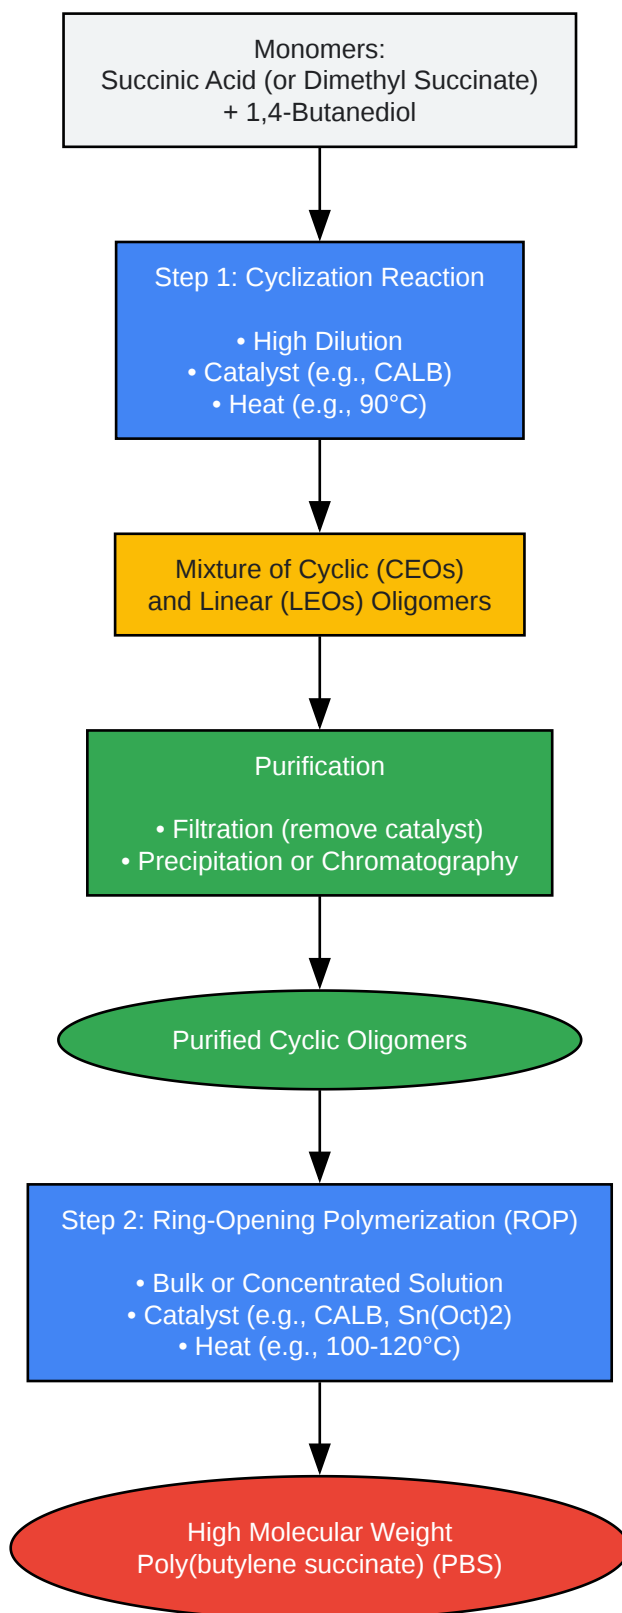 Monomers:
Succinic Acid (or Dimethyl Succinate)
+ 1,4-Butanediol
Step 1: Cyclization Reaction
• High Dilution
• Catalyst (e.g., CALB)
• Heat (e.g., 90°C)
Mixture of Cyclic (CEOs)
and Linear (LEOs) Oligomers
Purification
• Filtration (remove catalyst)
• Precipitation or Chromatography
Purified Cyclic Oligomers
Step 2: Ring-Opening Polymerization (ROP)
• Bulk or Concentrated Solution
• Catalyst (e.g., CALB, Sn(Oct)2)
• Heat (e.g., 100-120°C)
High Molecular Weight
Poly(butylene succinate) (PBS)